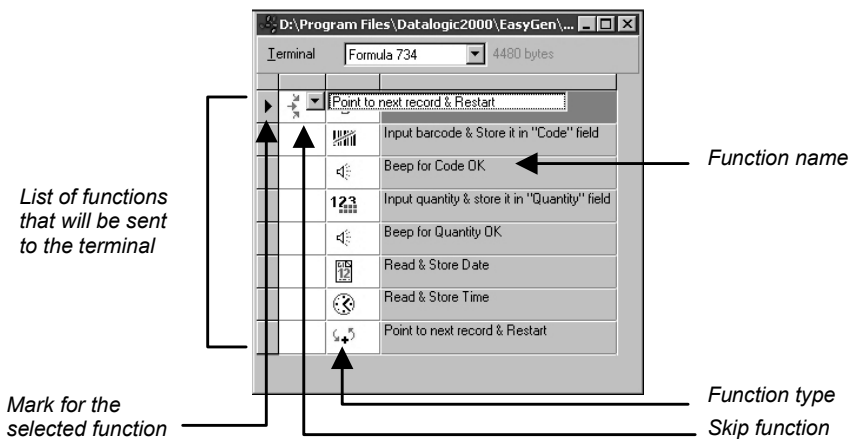 D:\Program Files\Datalogic2000\EasyGen\...
Terminal Formula 734 4480 bytes
Point to next record & Restart
Input barcode & Store it in "Code" field
Beep for Code OK
123 Input quantity & store it in "Quantity" field
Beep for Quantity OK
12 Read & Store Date
Read & Store Time
Point to next record & Restart
Function name
List of functions
that will be sent
to the terminal
Mark for the
selected function
Function type
Skip function